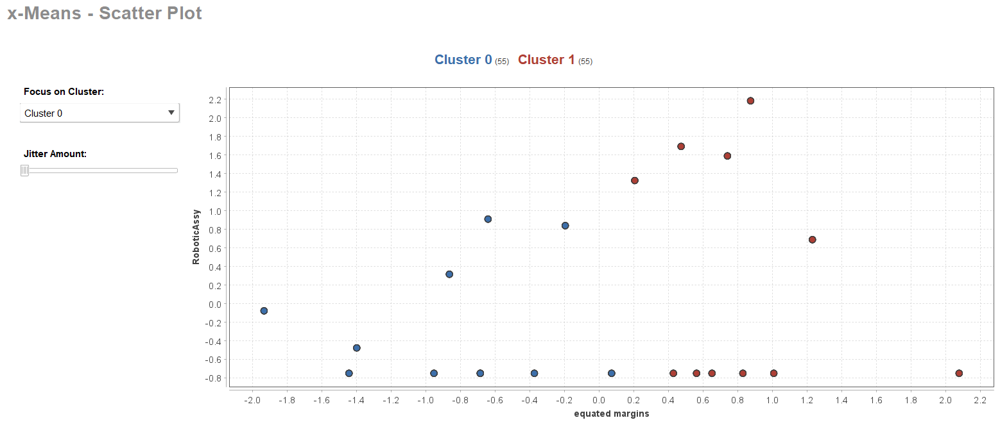 x-Means - Scatter Plot
Cluster 0 (55) Cluster 1 (55)
Focus on Cluster:
Cluster 0
Jitter Amount:
RoboticAssy
2.2
2.0
1.8
1.6
1.4
1.2
1.0
0.8
0.6
0.4
0.2
0.0
-0.2
-0.4
-0.6
-0.8
-2.0 -1.8 -1.6 -1.4 -1.2 -1.0 -0.8 -0.6 -0.4 -0.2 0.0 0.2 0.4 0.6 0.8 1.0 1.2 1.4 1.6 1.8 2.0 2.2
equated margins